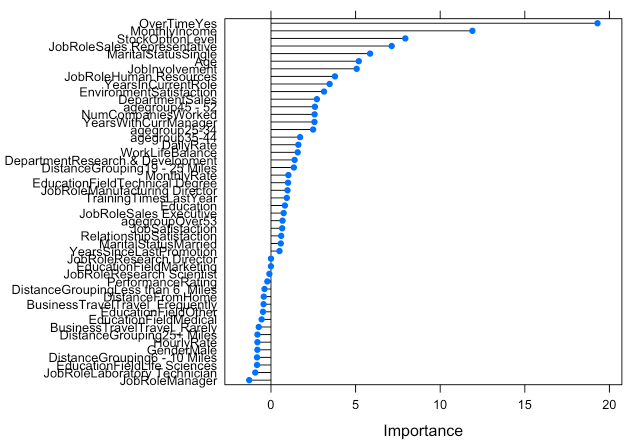 OverTimeYes
MonthlyIncome
StockOptionLevel
JobRoleSales Representative
MaritalStatusSingle
Age
JobInvolvement
JobRoleHuman Resources
YearsInCurrentRole
EnvironmentSatisfaction
DepartmentSales
agegroup45 - 52
NumCompaniesWorked
YearsWithCurrManager
agegroup25-34
agegroup35-44
DailyRate
WorkLifeBalance
DepartmentResearch & Development
DistanceGrouping19 - 25 Miles
MonthlyRate
EducationFieldTechnical Degree
JobRoleManufacturing Director
TrainingTimesLastYear
Education
JobRoleSales Executive
agegroupOver53
JobSatisfaction
RelationshipSatisfaction
MaritalStatusMarried
YearsSinceLastPromotion
JobRoleResearch Director
EducationFieldMarketing
JobRoleResearch Scientist
PerformanceRating
DistanceGroupingLess than 6 Miles
DistanceFromHome
BusinessTravelTravel_Frequently
EducationFieldOther
EducationFieldMedical
BusinessTravelTravel_Rarely
DistanceGrouping25+ Miles
HourlyRate
GenderMale
DistanceGrouping6 - 10 Miles
EducationFieldLife Sciences
JobRoleLaboratory Technician
JobRoleManager
0 5 10 15 20
Importance